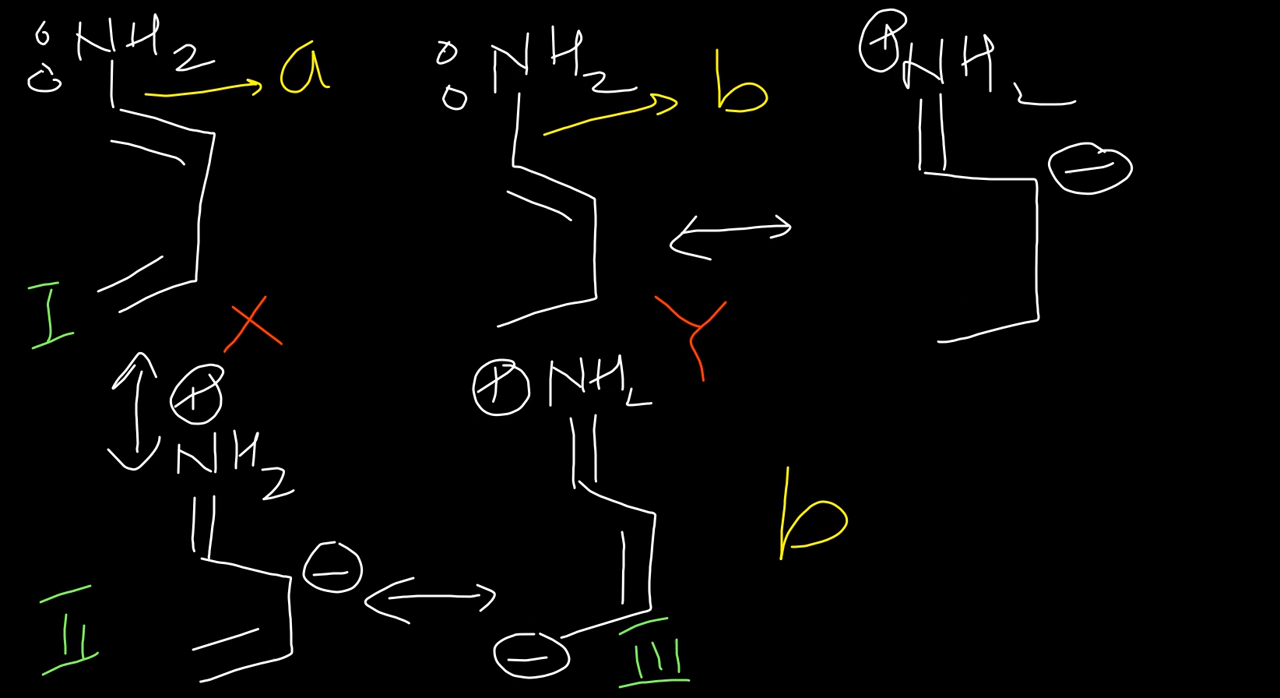 NH2 → a
NH2 → b
⊕NH2
⊖
I
X
Y
⊕
NH2
⊕ NH2
b
⊖
II
⊖
III